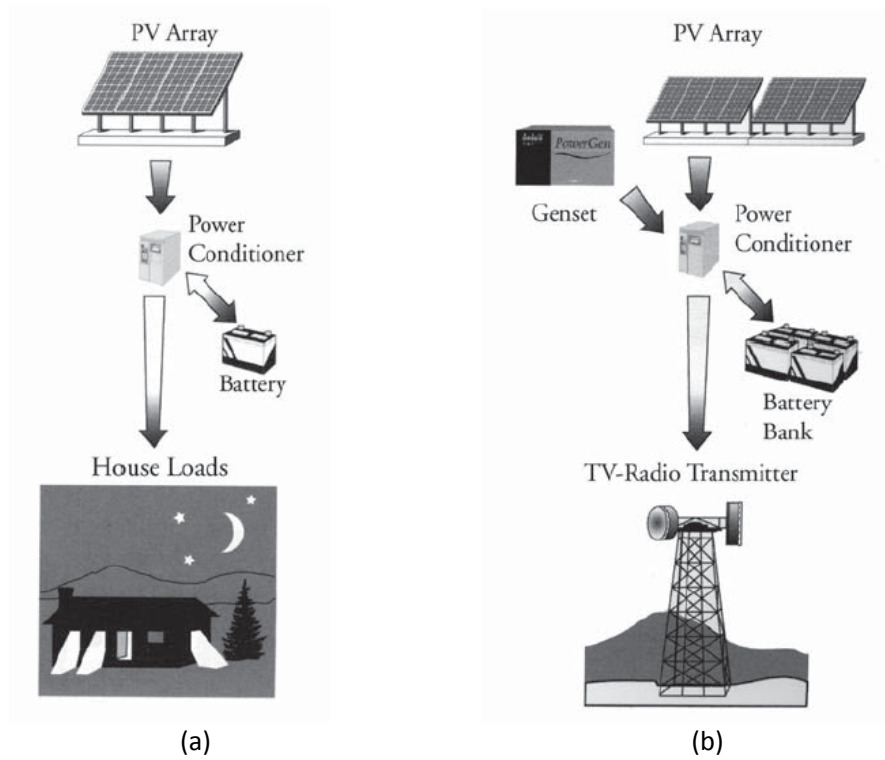 PV Array
Power
Conditioner
Battery
House Loads
(a)
PV Array
PowerGen
Genset
Power
Conditioner
Battery
Bank
TV-Radio Transmitter
(b)